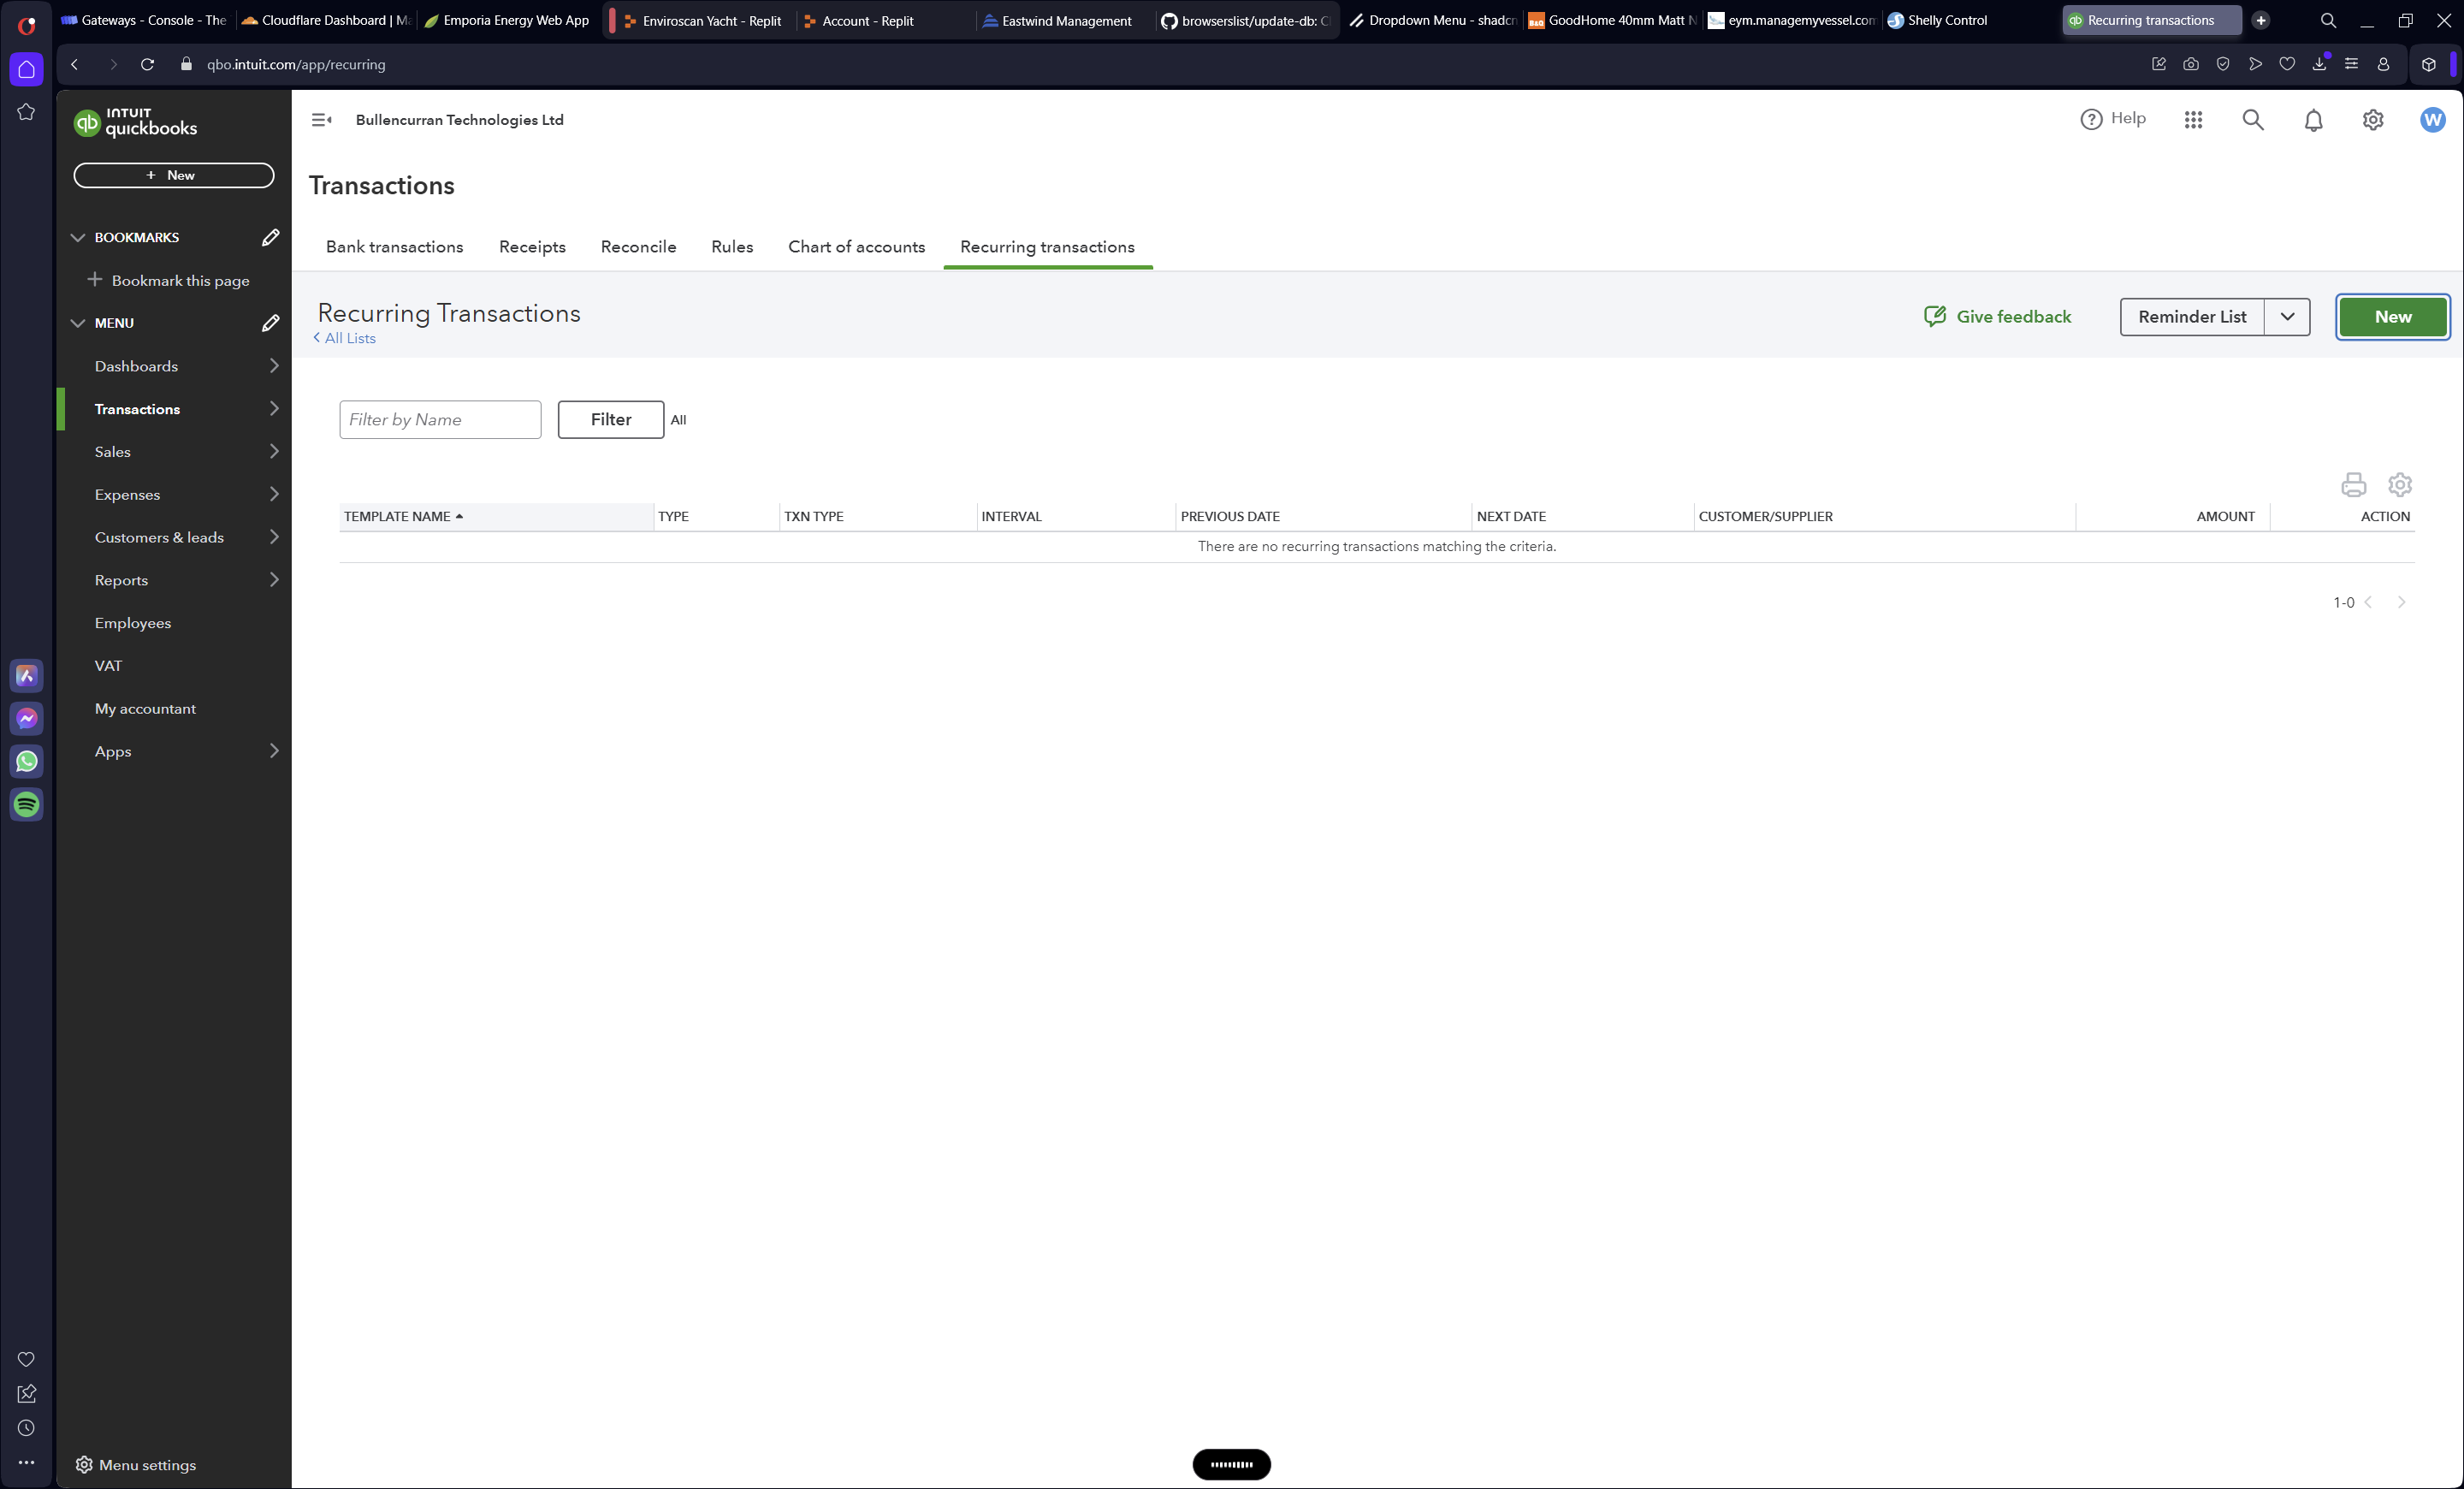 Gateways - Console - The
Cloudflare Dashboard | Ma
Emporia Energy Web App
Enviroscan Yacht - Replit
Account - Replit
Eastwind Management
browserslist/update-db: C
Dropdown Menu - shadcn
GoodHome 40mm Matt N
eym.managemyvessel.com
Shelly Control
Recurring transactions
qbo.intuit.com/app/recurring
INTUIT
quickbooks
+ New
BOOKMARKS
Bookmark this page
MENU
Dashboards
Transactions
Sales
Expenses
Customers & leads
Reports
Employees
VAT
My accountant
Apps
Menu settings
Bullencurran Technologies Ltd
Help
W
Transactions
Bank transactions
Receipts
Reconcile
Rules
Chart of accounts
Recurring transactions
Recurring Transactions
All Lists
Give feedback
Reminder List
New
Filter by Name
Filter
All
TEMPLATE NAME
TYPE
TXN TYPE
INTERVAL
PREVIOUS DATE
NEXT DATE
CUSTOMER/SUPPLIER
AMOUNT
ACTION
There are no recurring transactions matching the criteria.
1-0